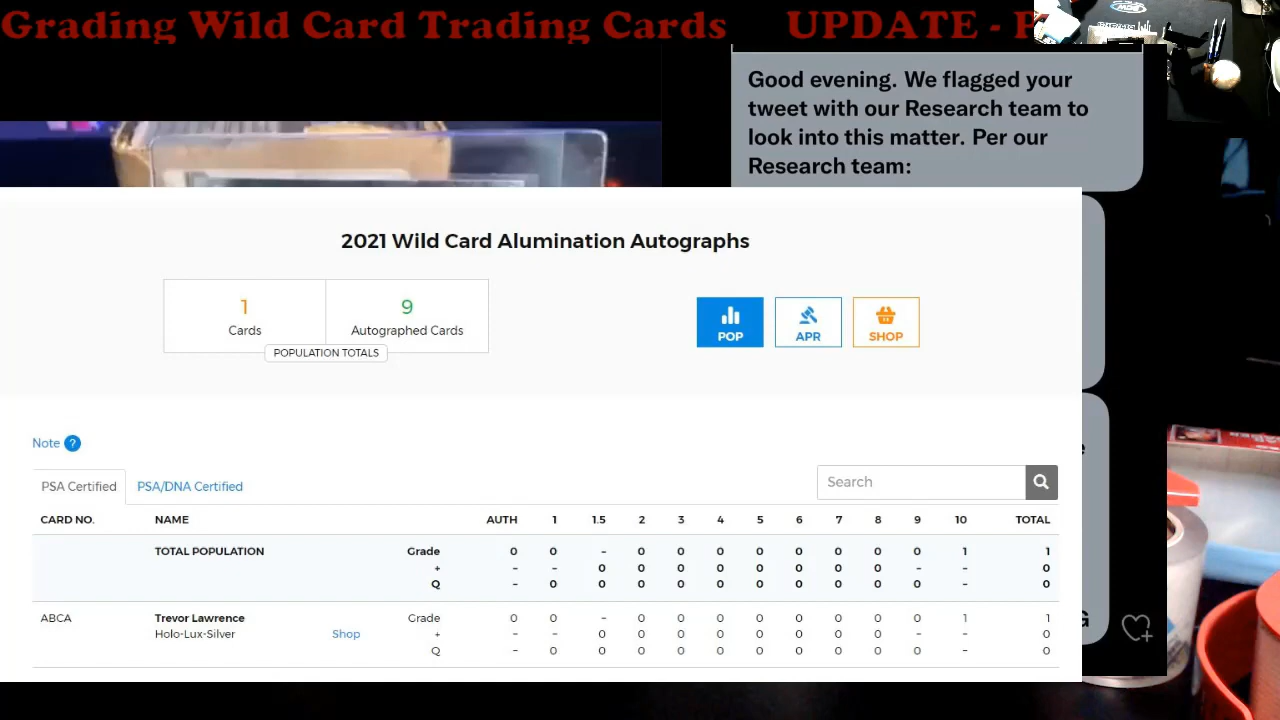 Grading Wild Card Trading Cards UPDATE -
Good evening. We flagged your
tweet with our Research team to
look into this matter. Per our
Research team:
2021 Wild Card Alumination Autographs
1 9
Cards Autographed Cards
POPULATION TOTALS
POP APR SHOP
Note ?
PSA Certified PSA/DNA Certified Search
CARD NO. NAME AUTH 1 1.5 2 3 4 5 6 7 8 9 10 TOTAL
TOTAL POPULATION Grade 0 0 - 0 0 0 0 0 0 0 0 1 1
+ - - 0 0 0 0 0 0 0 0 - - 0
Q - 0 0 0 0 0 0 0 0 0 0 - 0
ABCA Trevor Lawrence Grade 0 0 - 0 0 0 0 0 0 0 0 1 1
Holo-Lux-Silver Shop + - - 0 0 0 0 0 0 0 0 - - 0
Q - 0 0 0 0 0 0 0 0 0 0 - 0